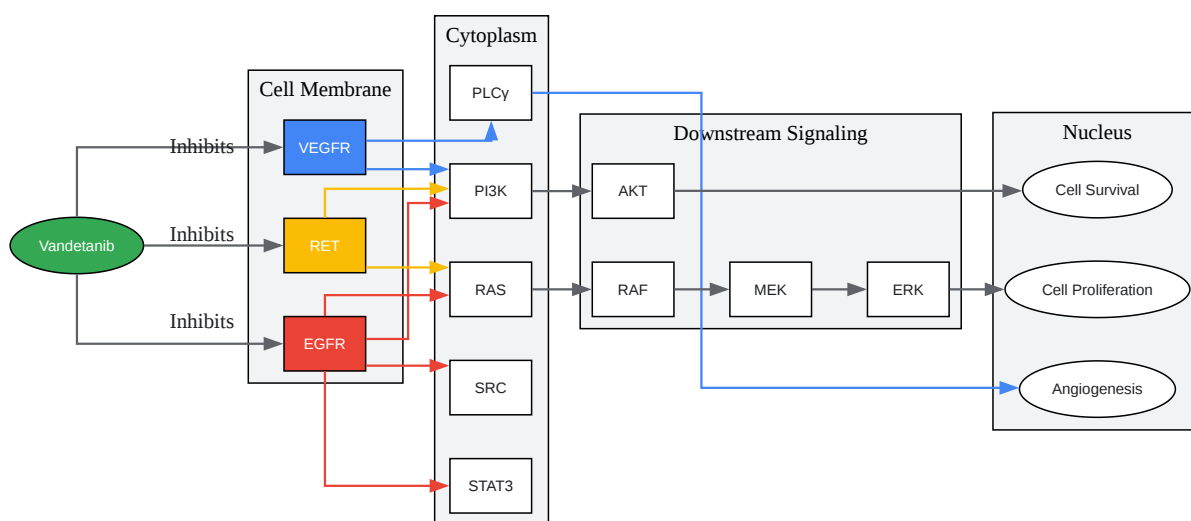 Cytoplasm
Cell Membrane
PLCγ
Downstream Signaling
Nucleus
Inhibits
VEGFR
PI3K
AKT
Cell Survival
Vandetanib
Inhibits
RET
RAS
RAF
MEK
ERK
Cell Proliferation
Inhibits
EGFR
SRC
Angiogenesis
STAT3